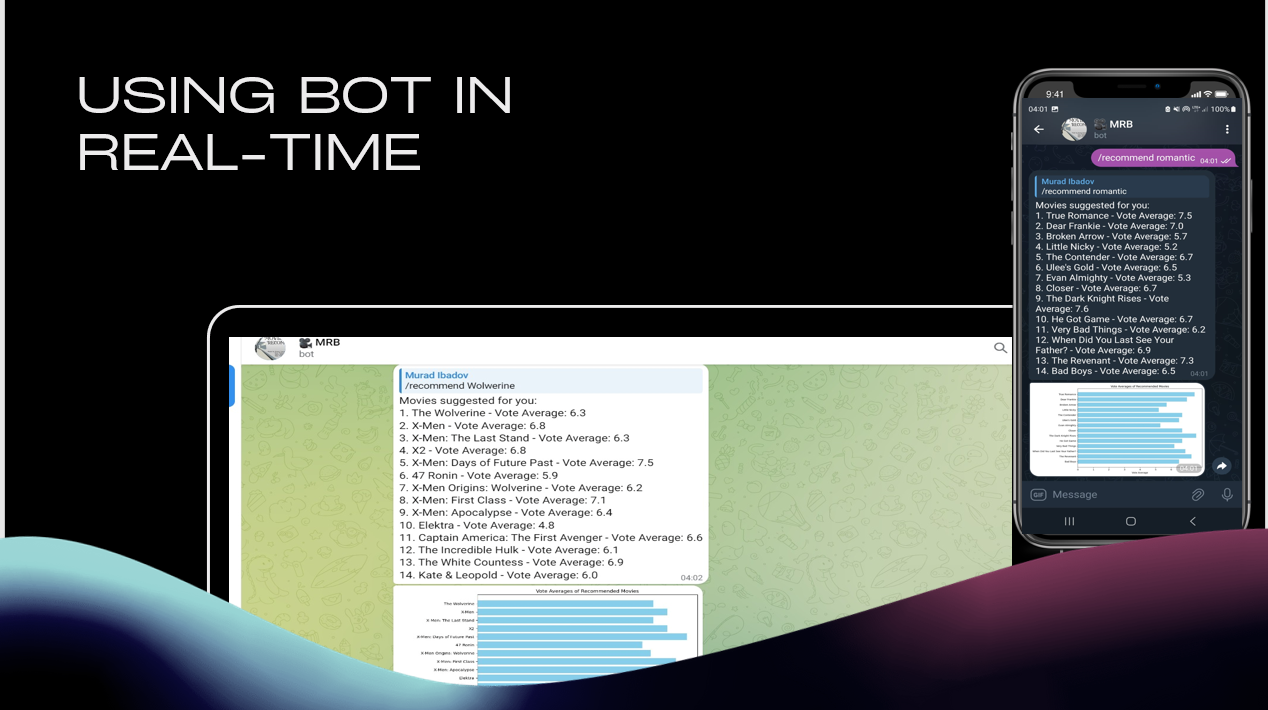 USING BOT IN
REAL-TIME
MRB
bot
Murad Ibadov
/recommend Wolwerine
Movies suggested for you:
1. The Wolverine - Vote Average: 6.3
2. X-Men - Vote Average: 6.8
3. X-Men: The Last Stand - Vote Average: 6.3
4. X2 - Vote Average: 6.8
5. X-Men: Days of Future Past - Vote Average: 7.5
6. 47 Ronin - Vote Average: 5.9
7. X-Men Origins: Wolverine - Vote Average: 6.2
8. X-Men: First Class - Vote Average: 7.1
9. X-Men: Apocalypse - Vote Average: 6.4
10. Elektra - Vote Average: 4.8
11. Captain America: The First Avenger - Vote Average: 6.6
12. The Incredible Hulk - Vote Average: 6.1
13. The White Countess - Vote Average: 6.9
14. Kate & Leopold - Vote Average: 6.0
04:02
Vote Averages of Recommended Movies
The Wolverine
X-Men
X-Men: The Last Stand
X2
X-Men: Days of Future Past
47 Ronin
X-Men Origins: Wolverine
X-Men: First Class
X-Men: Apocalypse
Elektra
9:41
04:01 100%
MRB
bot
/recommend romantic 04:01
Murad Ibadov
/recommend romantic
Movies suggested for you:
1. True Romance - Vote Average: 7.5
2. Dear Frankie - Vote Average: 7.0
3. Broken Arrow - Vote Average: 5.7
4. Little Nicky - Vote Average: 5.2
5. The Contender - Vote Average: 6.7
6. Ulee's Gold - Vote Average: 6.5
7. Evan Almighty - Vote Average: 5.3
8. Closer - Vote Average: 6.7
9. The Dark Knight Rises - Vote
Average: 7.6
10. He Got Game - Vote Average: 6.7
11. Very Bad Things - Vote Average: 6.2
12. When Did You Last See Your
Father? - Vote Average: 6.9
13. The Revenant - Vote Average: 7.3
14. Bad Boys - Vote Average: 6.5
04:01
Vote Averages of Recommended Movies
04:01
GIF Message